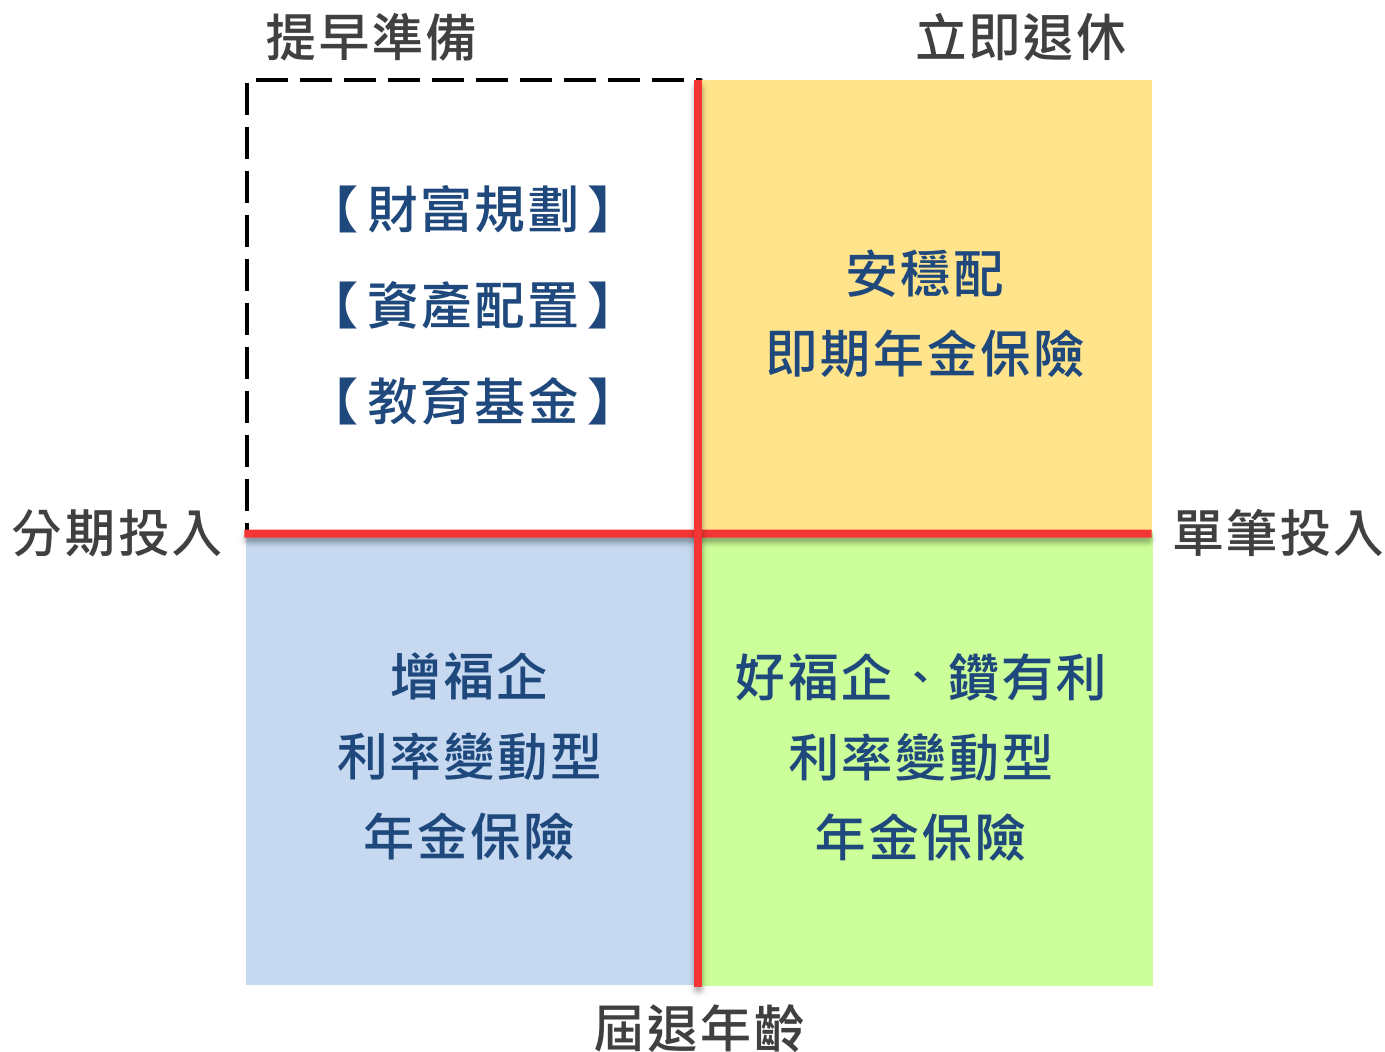 提早準備
立即退休
【財富規劃】
【資產配置】
【教育基金】
安穩配
即期年金保險
分期投入
單筆投入
增福企
利率變動型
年金保險
好福企、鑽有利
利率變動型
年金保險
屆退年齡